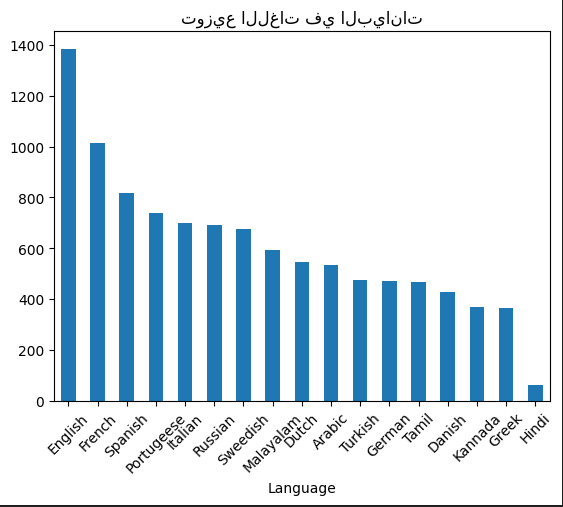 توزيع اللغات في البيانات
1400
1200
1000
800
600
400
200
0
English French Spanish Portugeese Italian Russian Sweedish Malayalam Dutch Arabic Turkish German Tamil Danish Kannada Greek Hindi
Language